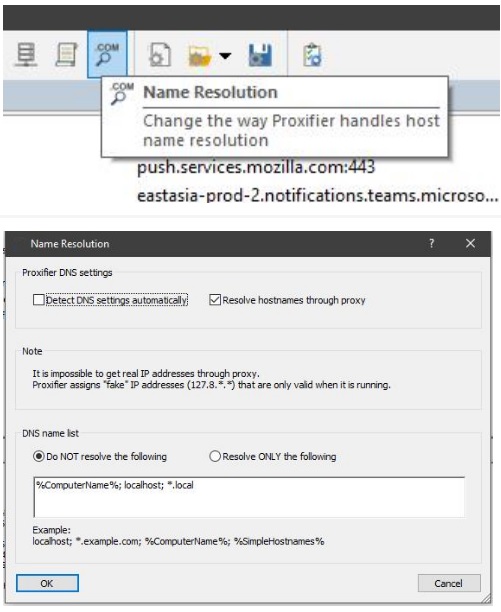 .COM
.COM Name Resolution
Change the way Proxifier handles host
name resolution
push.services.mozilla.com:443
eastasia-prod-2.notifications.teams.microso...
Name Resolution ? X
Proxifier DNS settings
Detect DNS settings automatically Resolve hostnames through proxy
Note
It is impossible to get real IP addresses through proxy.
Proxifier assigns "fake" IP addresses (127.8.*.*) that are only valid when it is running.
DNS name list
Do NOT resolve the following Resolve ONLY the following
%ComputerName%; localhost; *.local
Example:
localhost; *.example.com; %ComputerName%; %SimpleHostnames%
OK Cancel